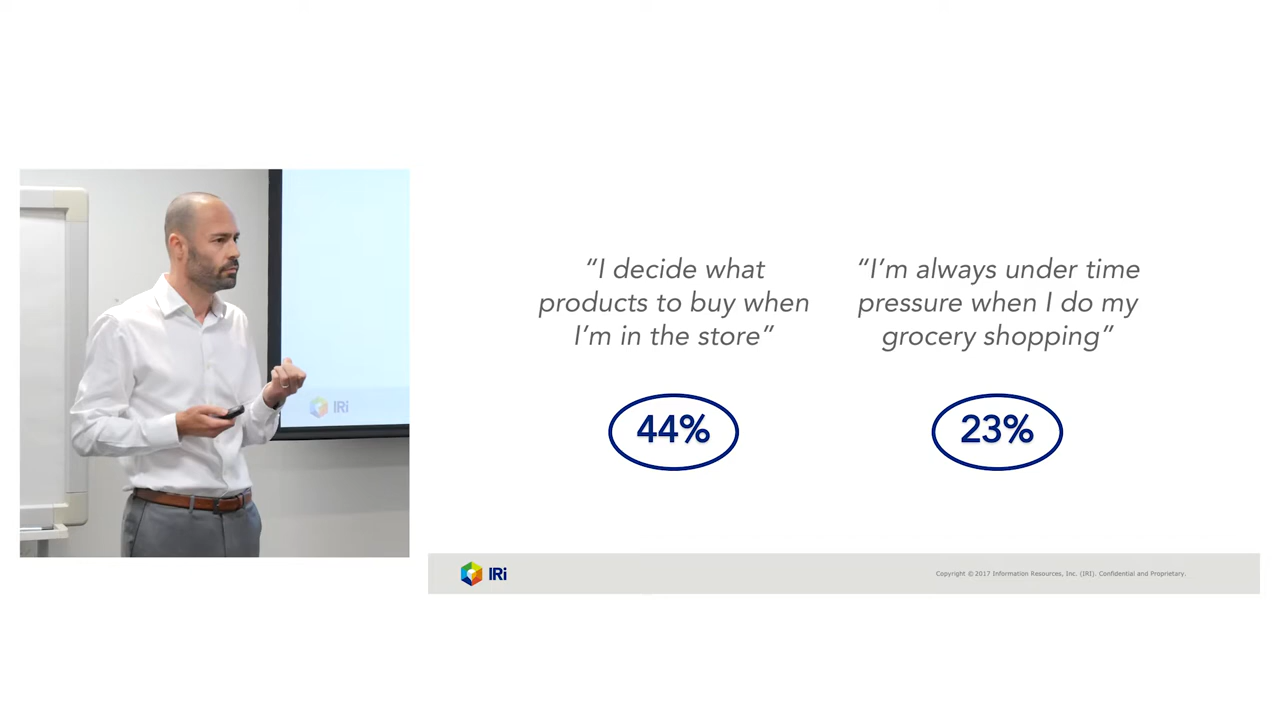 “I decide what
products to buy when
I’m in the store”
“I’m always under time
pressure when I do my
grocery shopping”
44%
23%
IRi
IRi
Copyright © 2017 Information Resources, Inc. (IRI). Confidential and Proprietary.